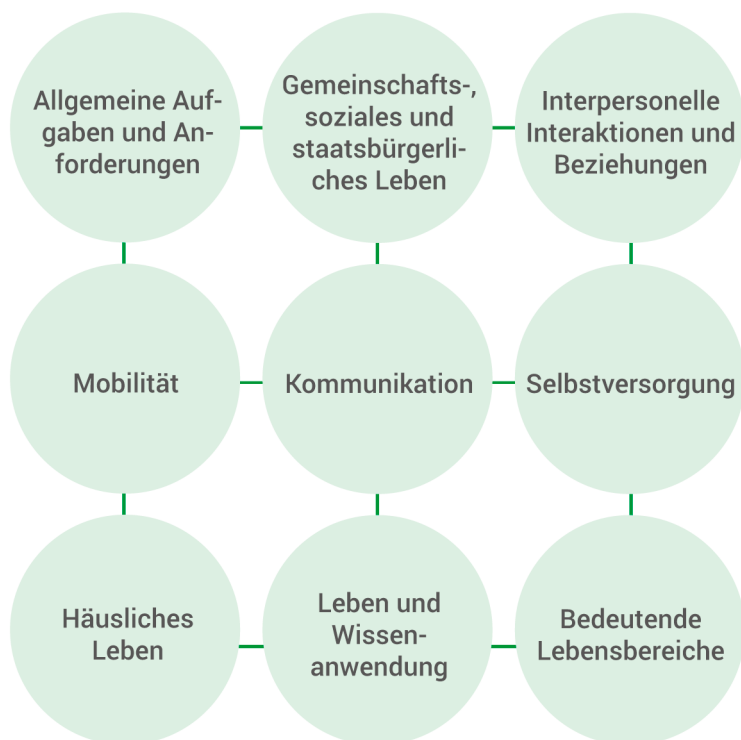 Allgemeine Auf-
gaben und An-
forderungen
Gemeinschafts-,
soziales und
staatsbürgerli-
ches Leben
Interpersonelle
Interaktionen und
Beziehungen
Mobilität
Kommunikation
Selbstversorgung
Häusliches
Leben
Leben und
Wissen-
anwendung
Bedeutende
Lebensbereiche